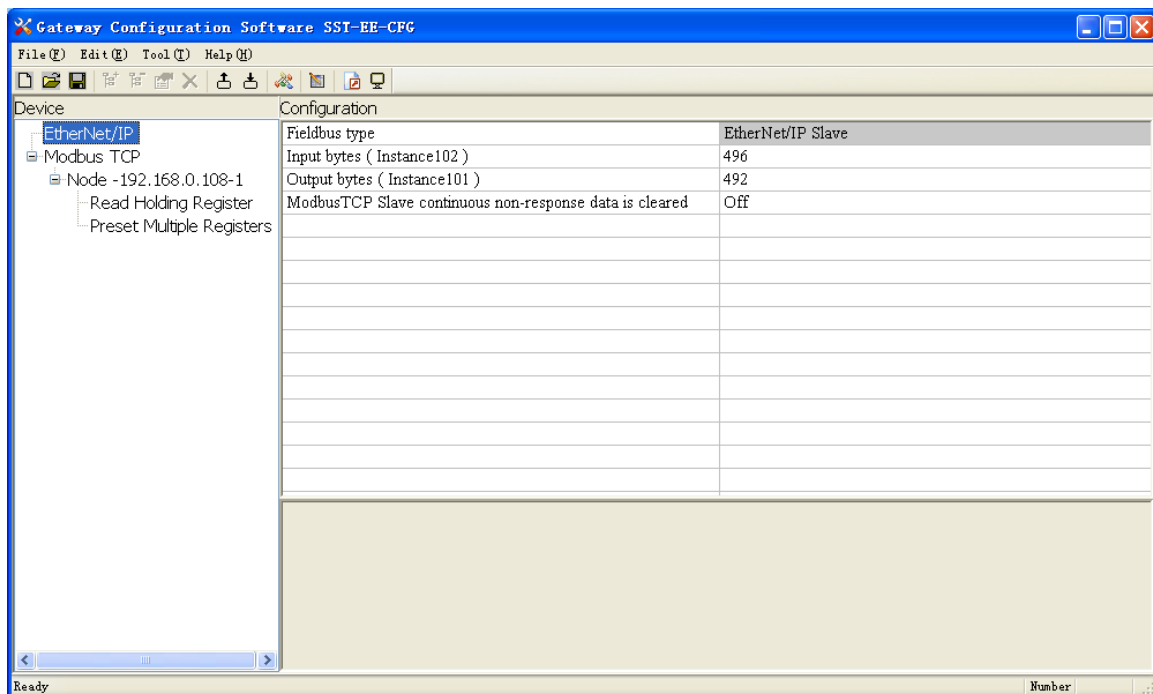 Gateway Configuration Software SST-EE-CFG
File(F) Edit(E) Tool(T) Help(H)
Device
EtherNet/IP
Modbus TCP
Node -192.168.0.108-1
Read Holding Register
Preset Multiple Registers
Configuration
Fieldbus type EtherNet/IP Slave
Input bytes ( Instance102 ) 496
Output bytes ( Instance101 ) 492
ModbusTCP Slave continuous non-response data is cleared Off
Ready Number